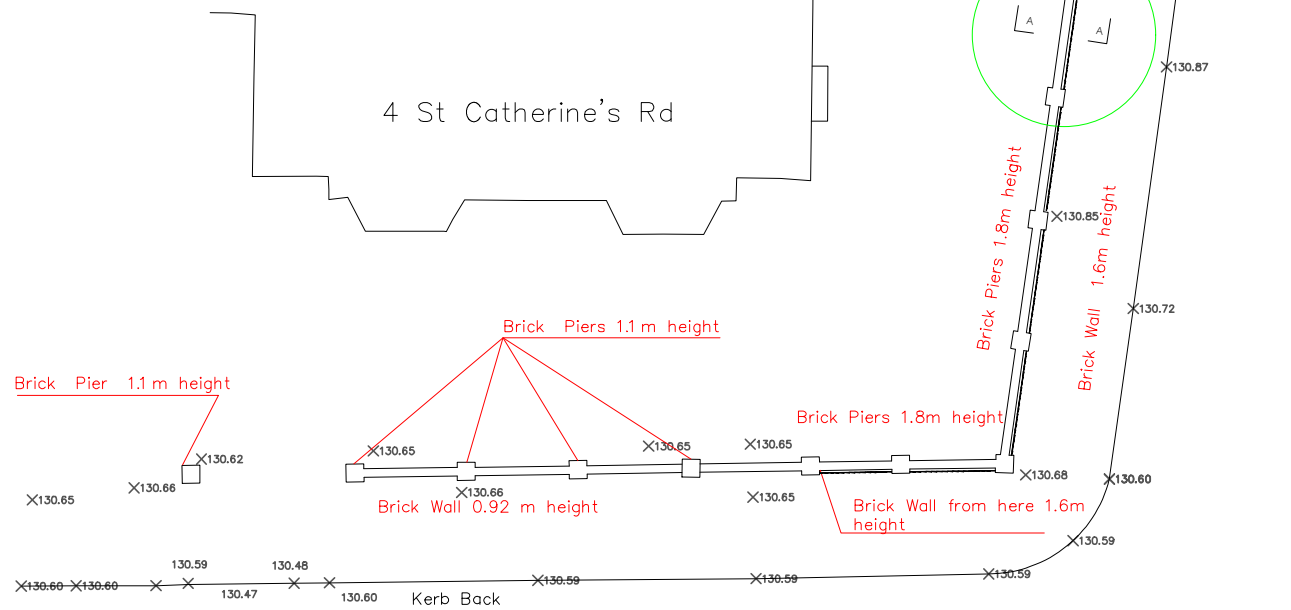 A
A
130.87
4 St Catherine's Rd
Brick Piers 1.8m height
130.85
Brick Wall 1.6m height
130.72
Brick Piers 1.1m height
Brick Pier 1.1m height
Brick Piers 1.8m height
130.65
130.65
130.65
130.62
130.68
130.60
130.66
130.65
130.66
130.65
Brick Wall 0.92 m height
Brick Wall from here 1.6m
height
130.59
130.59
130.48
130.59
130.60
130.60
130.59
130.59
130.47
130.60
Kerb Back